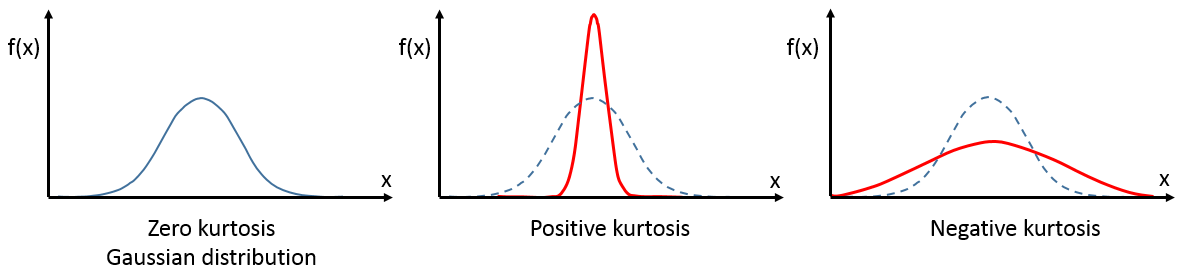 f(x)
x
Zero kurtosis
Gaussian distribution
f(x)
x
Positive kurtosis
f(x)
x
Negative kurtosis